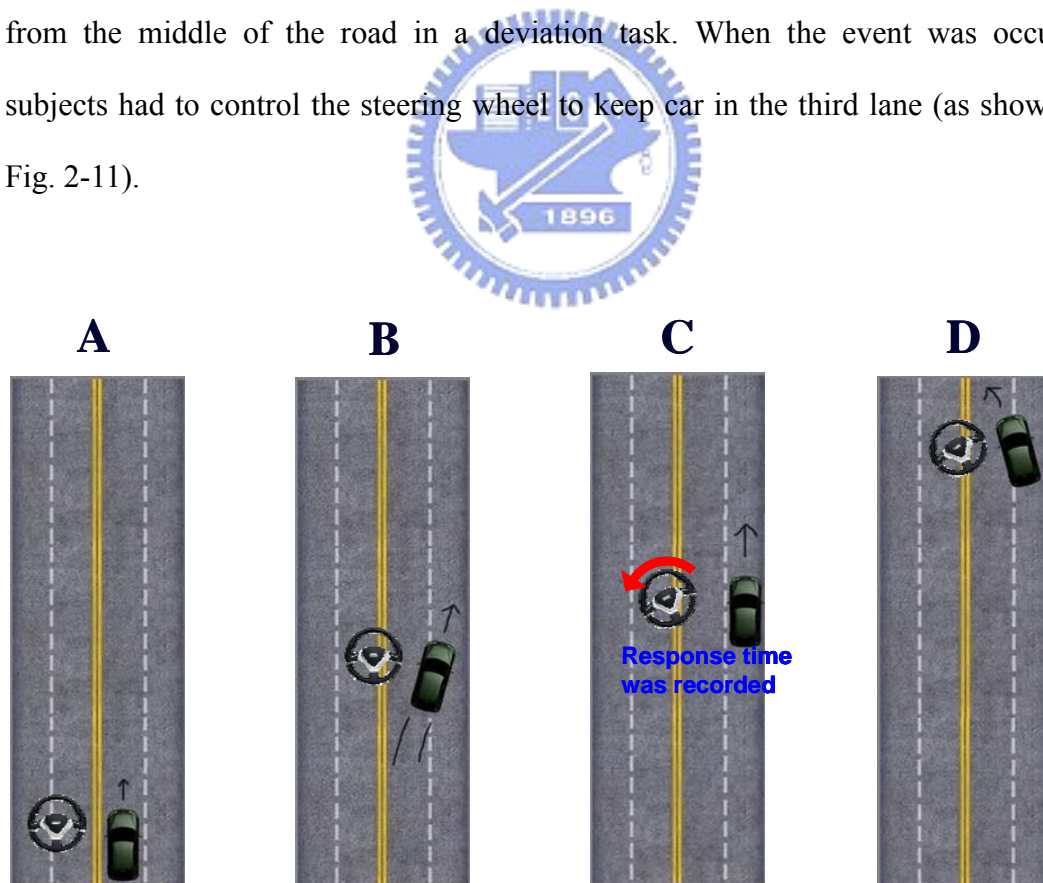 from the middle of the road in a deviation task. When the event was occu
subjects had to control the steering wheel to keep car in the third lane (as show
Fig. 2-11).
1896
A B C D
Response time
was recorded